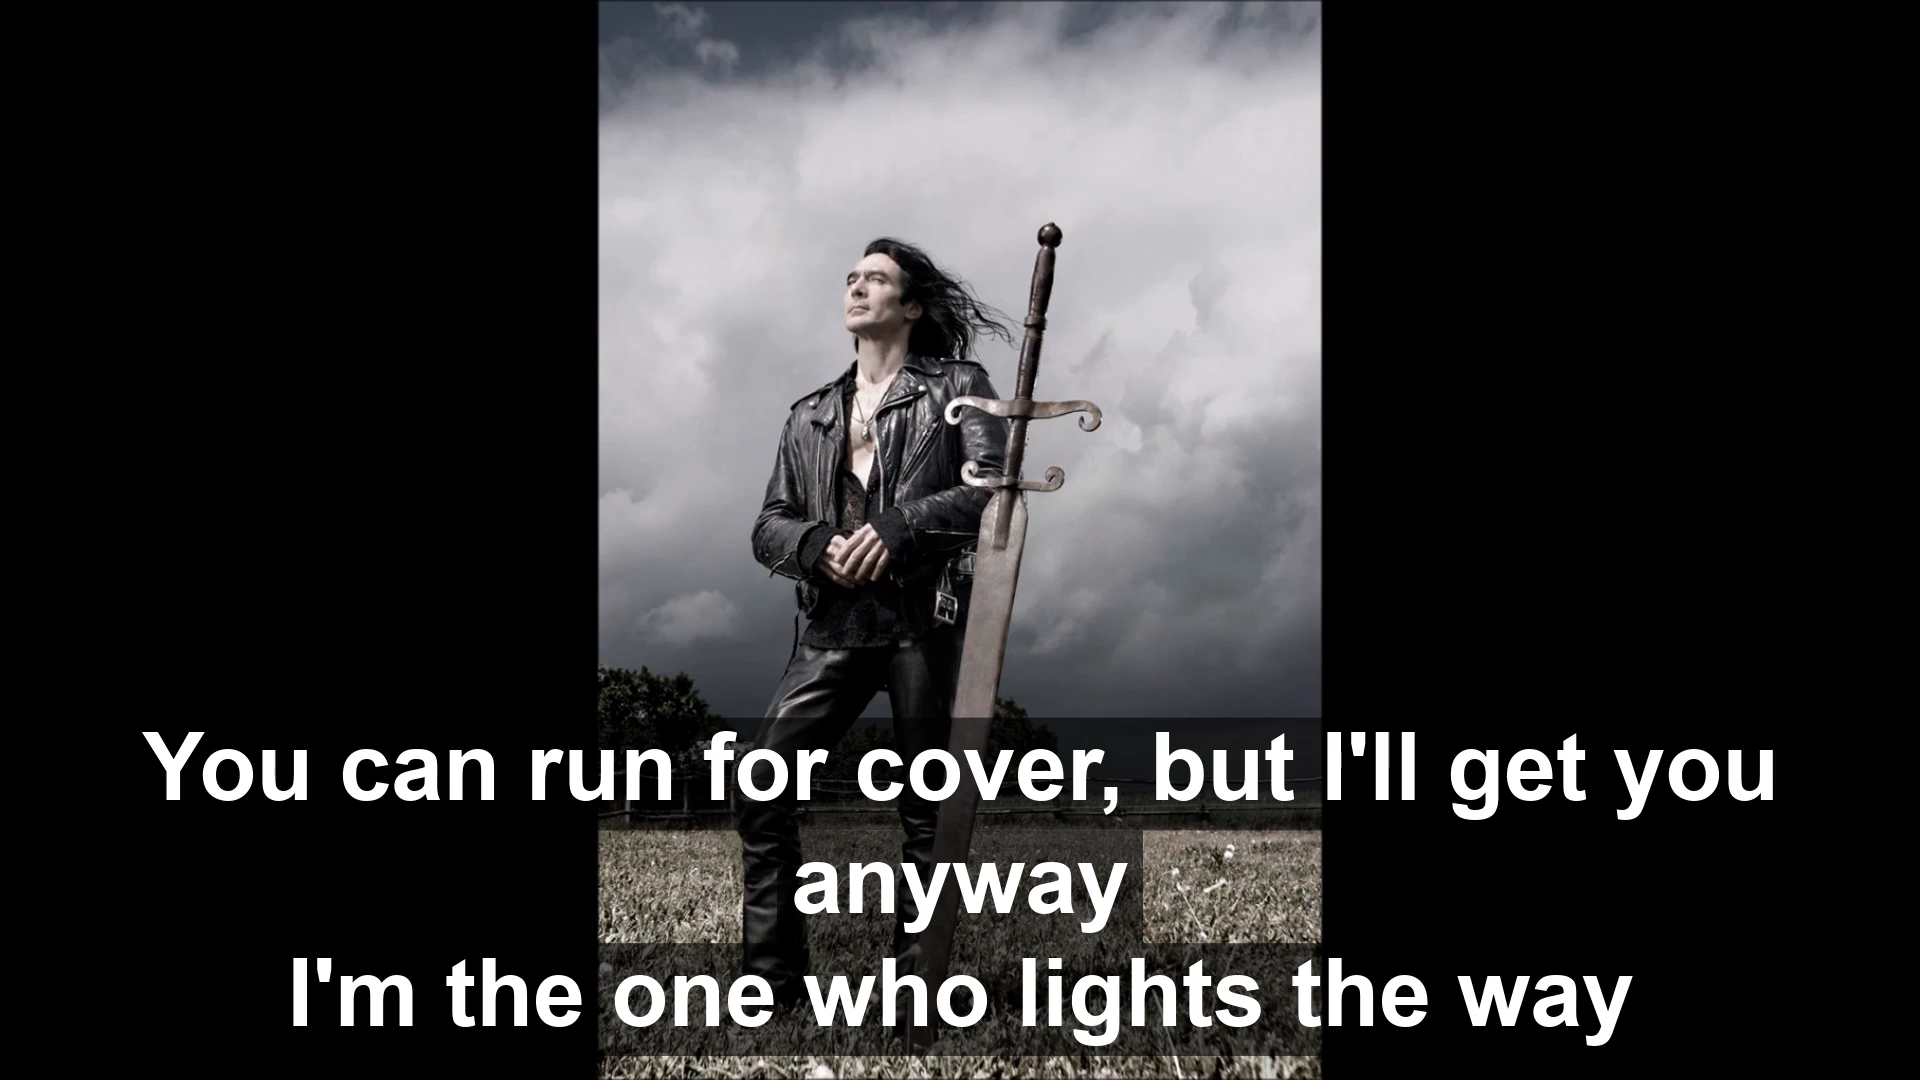 You can run for cover, but I'll get you
anyway
I'm the one who lights the way